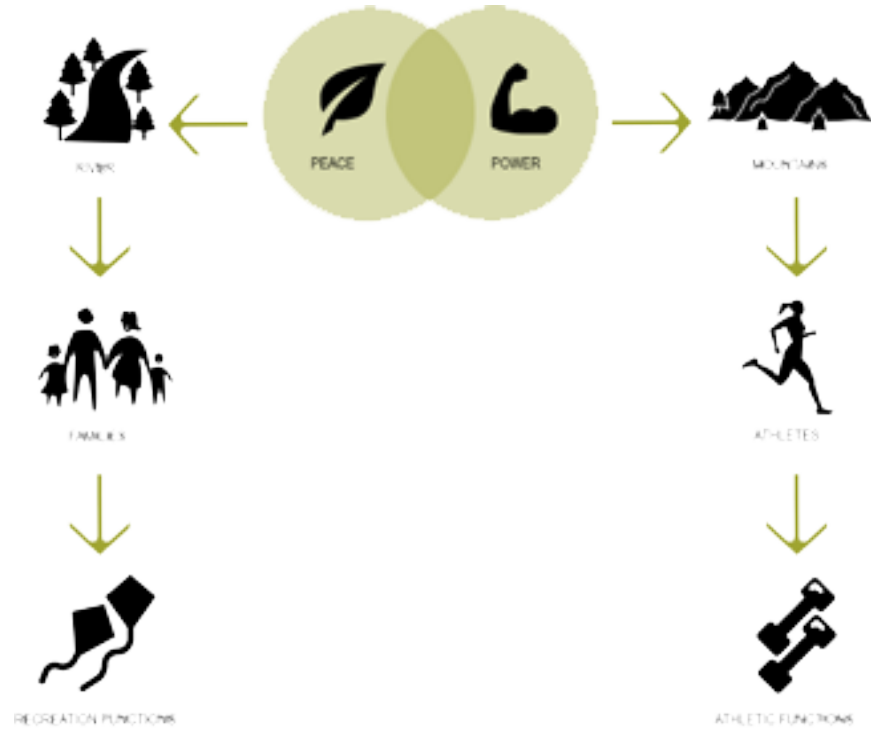 PEACE
POWER
RIVER
MOUNTAINS
FAMILIES
ATHLETES
RECREATION FUNCTIONS
ATHLETIC FUNCTIONS